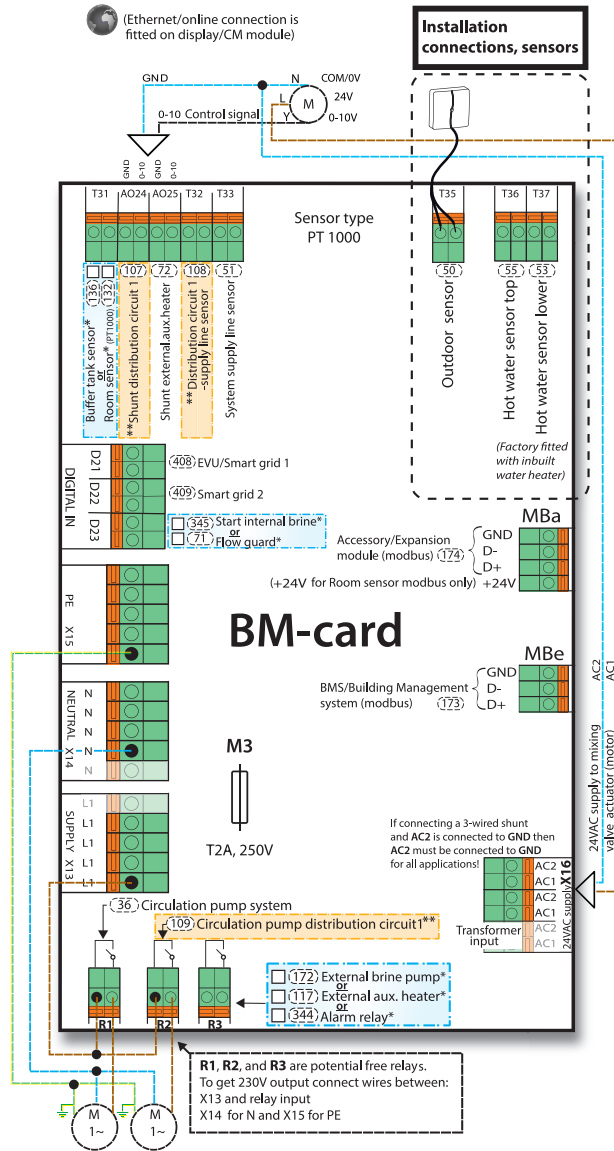 (Ethernet/online connection is
fitted on display/CM module)
Installation
connections, sensors
GND
N
COM/0V
L
M
24V
0-10 Control signal
Y
0-10V
GND
0-10
GND
0-10
T31
AO24
AO25
T32
T33
Sensor type
PT 1000
T35
T36
T37
136
132
107
72
108
51
50
55
53
Buffer tank sensor*
or
Room sensor* (PT1000)
**Shunt distribution circuit 1
Shunt external.aux.heater
** Distribution circuit 1
-supply line sensor
System supply line sensor
Outdoor sensor
Hot water sensor top
Hot water sensor lower
(Factory fitted
with inbuilt
water heater)
DIGITAL IN
D21
D22
D23
408 EVU/Smart grid 1
409 Smart grid 2
345 Start internal brine*
or
71 Flow guard*
MBa
Accessory/Expansion
module (modbus) 174
GND
D-
D+
(+24V for Room sensor modbus only) +24V
PE
X15
BM-card
MBe
BMS/Building Management
system (modbus) 173
GND
D-
D+
AC2
AC1
NEUTRAL X14
N
N
N
N
N
M3
T2A, 250V
24VAC supply to mixing
valve actuator (motor)
SUPPLY X13
L1
L1
L1
L1
L1
If connecting a 3-wired shunt
and AC2 is connected to GND then
AC2 must be connected to GND
for all applications!
AC2
AC1
AC2
AC1
AC2
AC1
24VAC supply X16
Transformer
input
36 Circulation pump system
109 Circulation pump distribution circuit1**
172 External brine pump*
or
117 External aux. heater*
or
344 Alarm relay*
R1
R2
R3
R1, R2, and R3 are potential free relays.
To get 230V output connect wires between:
X13 and relay input
X14 for N and X15 for PE
M
1~
M
1~